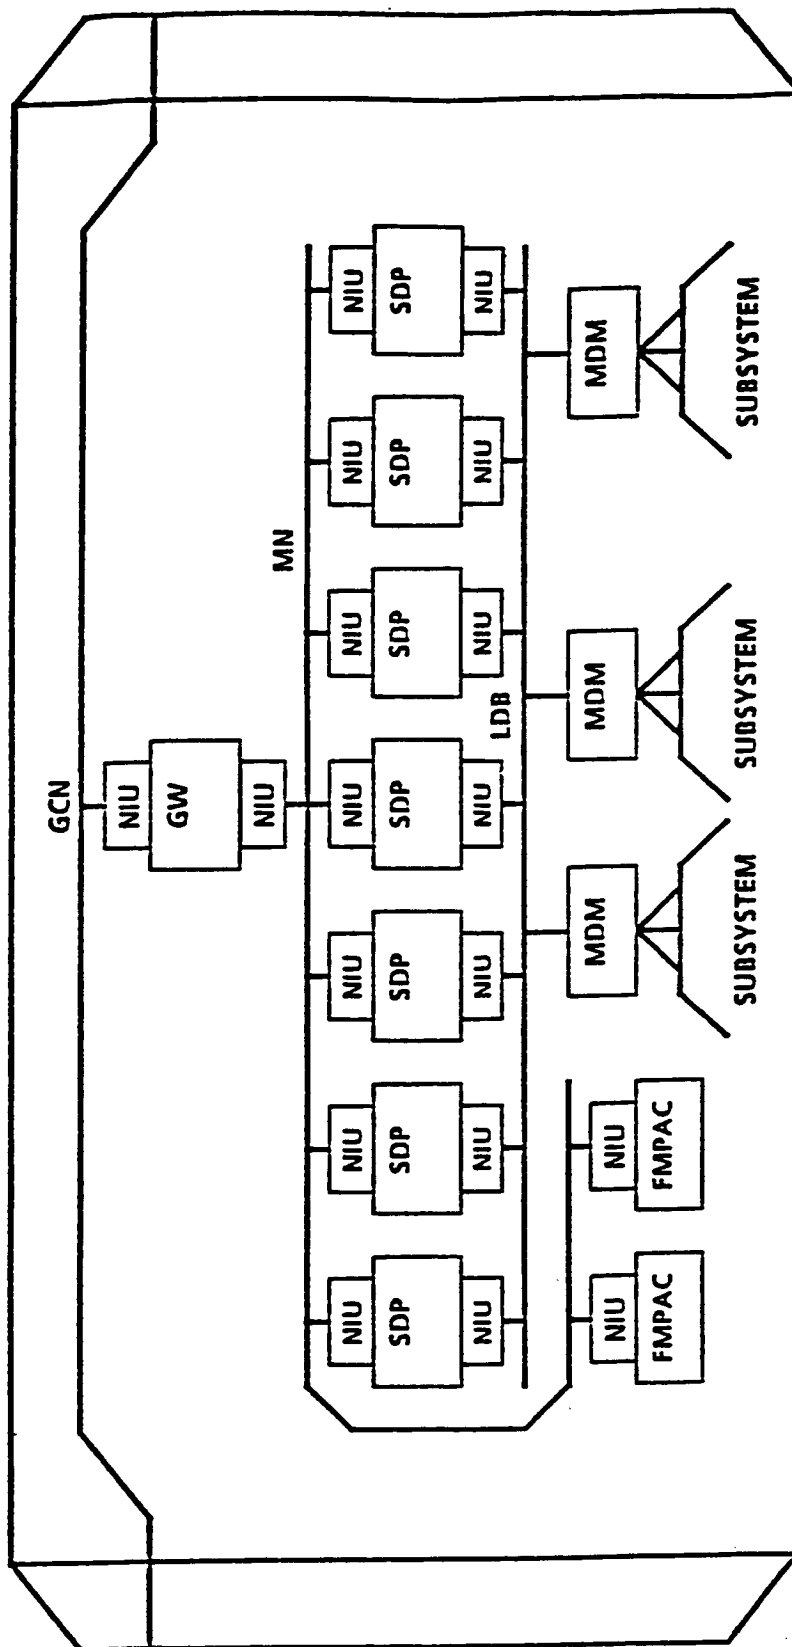 GCN
NIU
GW
NIU
MN
NIU NIU NIU NIU NIU NIU NIU
SDP SDP SDP SDP SDP SDP SDP
NIU NIU NIU NIU NIU NIU NIU
LDB
NIU NIU MDM MDM MDM
FMPAC FMPAC
SUBSYSTEM SUBSYSTEM SUBSYSTEM